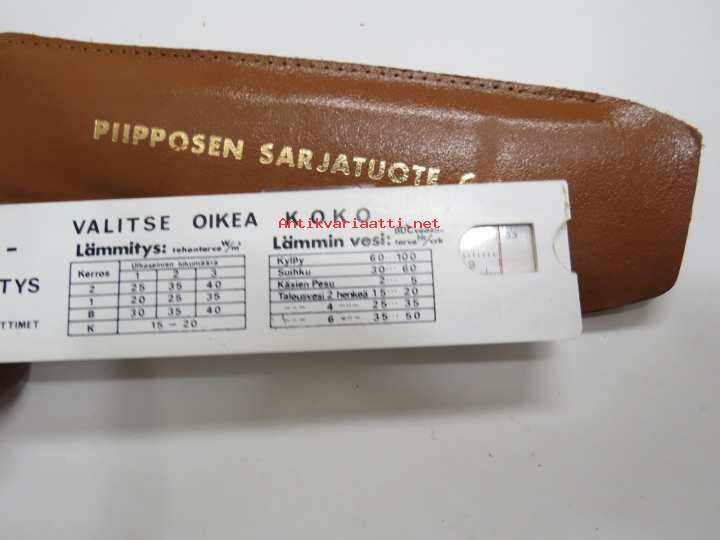 PIIPPOSEN SARJATUOTE
VALITSE OIKEA KOKO
Antikvariaatti.net
-
TYS
TTIMET
Lämmitys: tehontarve W/m³
Kerros Ulkoseinien lukumäärä
1 2 3
2 25 35 40
1 20 25 35
B 30 35 40
K 15 - 20
Lämmin vesi:
Kylpy 60 100
Suihku 30 - 60
Käsien Pesu 2 - 5
Talousvesi 2 henkeä 15 - 20
--- 4 --- 25 - 35
--- 6 --- 35 - 50